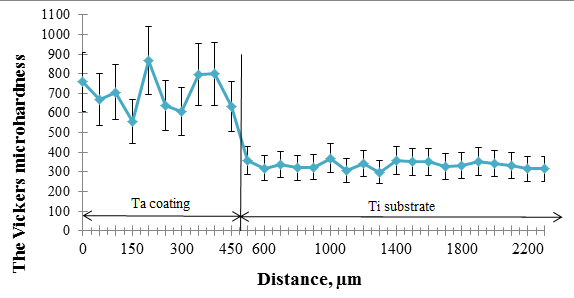 The Vickers microhardness
1100
1000
900
800
700
600
500
400
300
200
100
0
Ta coating
Ti substrate
0 150 300 450 600 1000 1400 1800 2200
Distance, μm